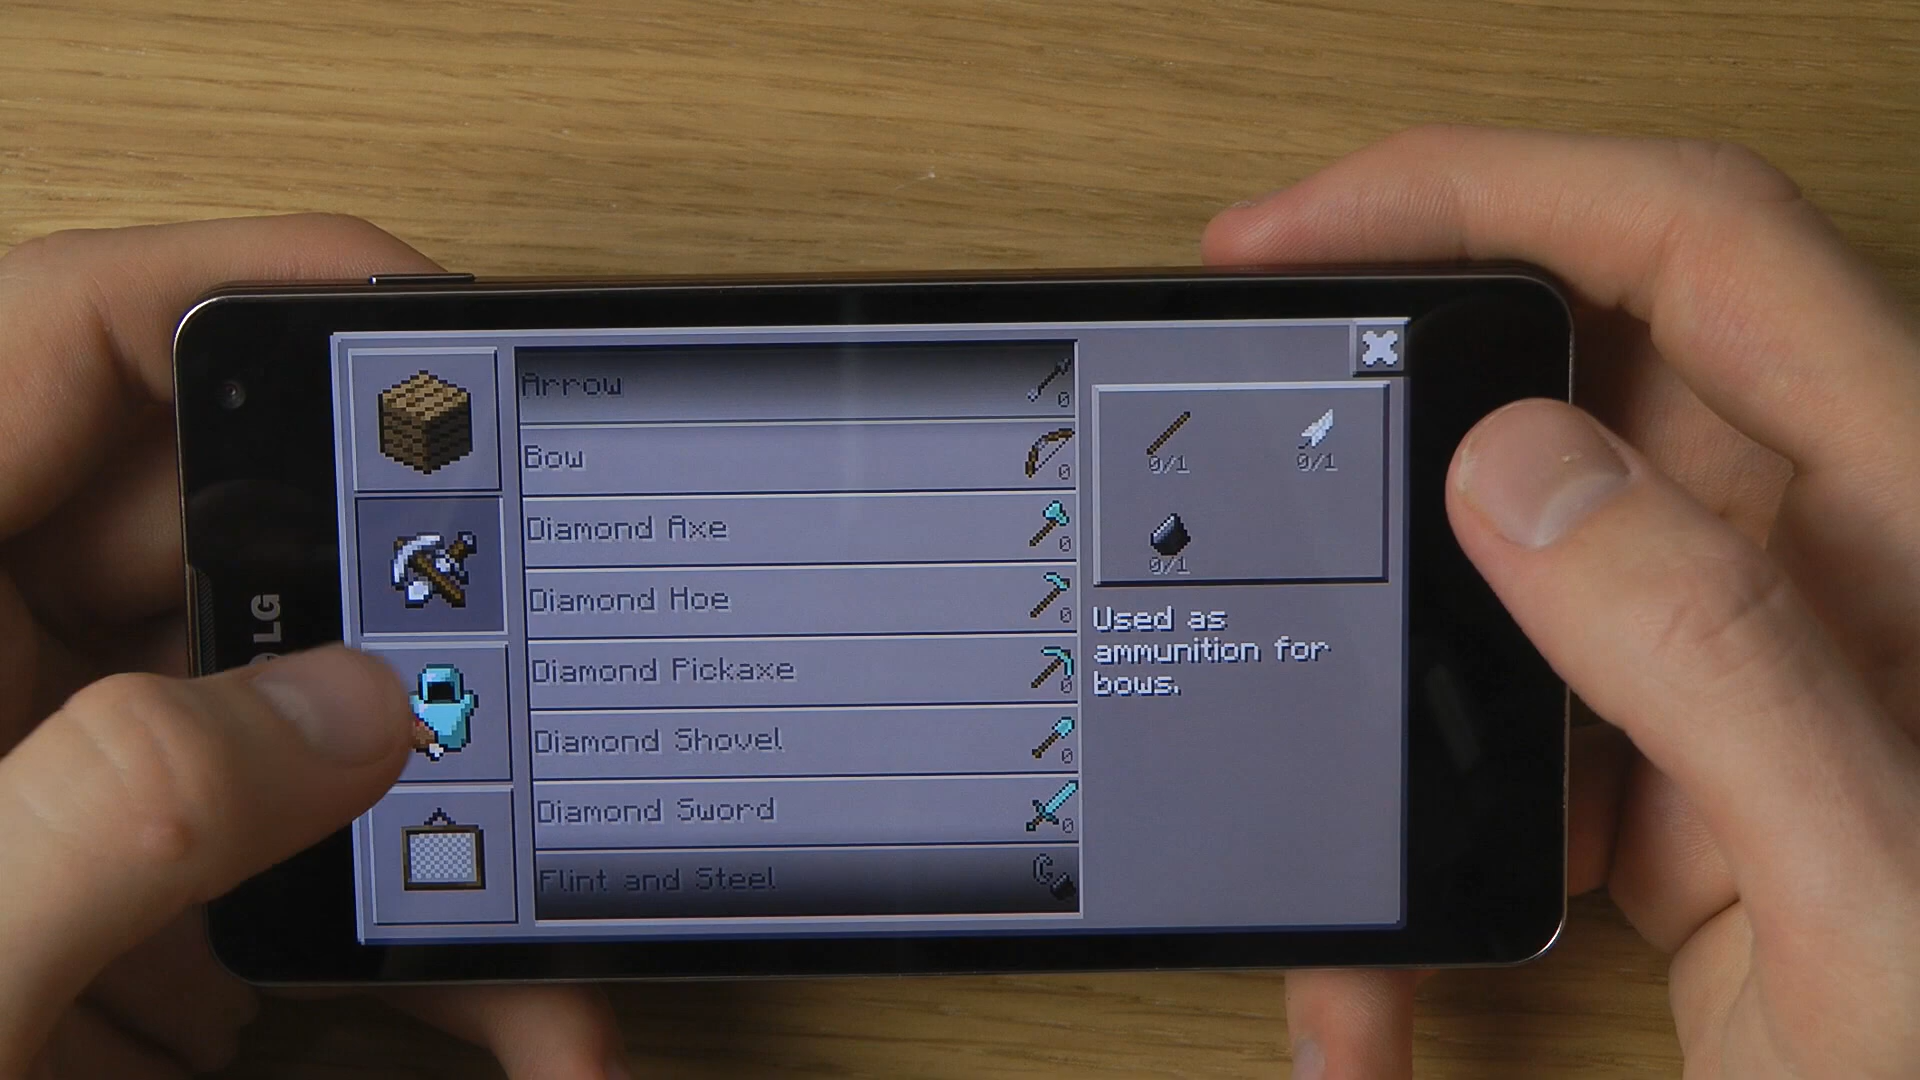 LG
Arrow
0
Bow
0
Diamond Axe
0
Diamond Hoe
0
Diamond Pickaxe
0
Diamond Shovel
0
Diamond Sword
0
Flint and Steel
0/1
0/1
0/1
Used as
ammunition for
bows.